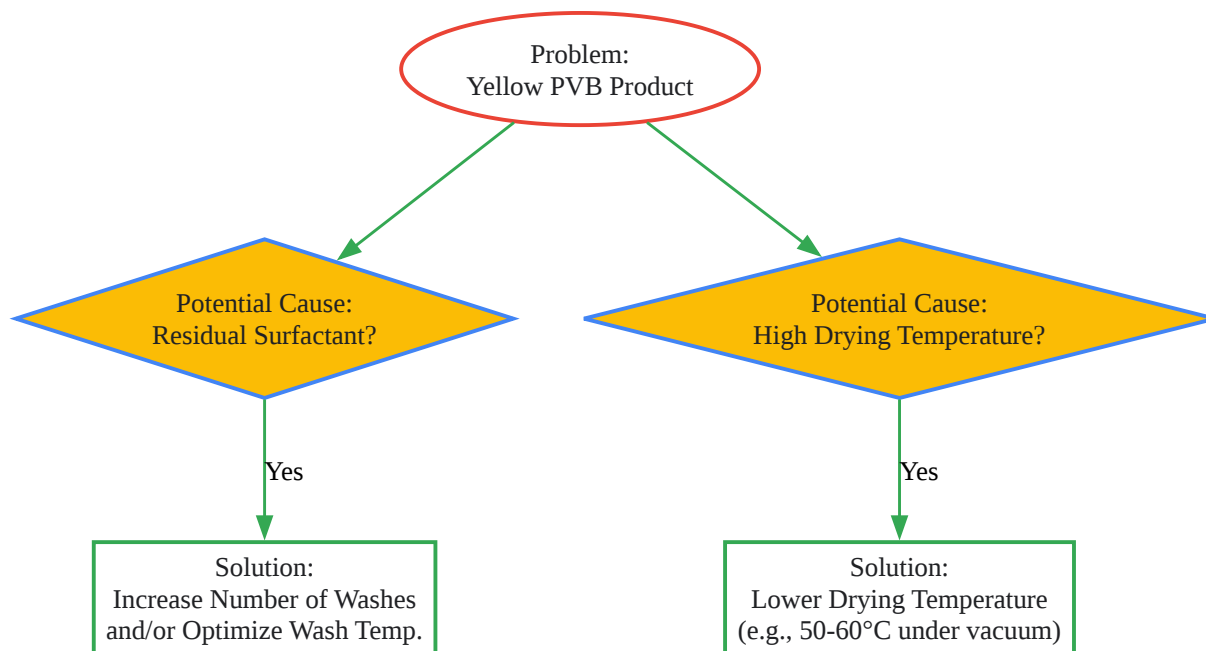 Problem:
Yellow PVB Product
Potential Cause:
Residual Surfactant?
Potential Cause:
High Drying Temperature?
Yes
Yes
Solution:
Increase Number of Washes
and/or Optimize Wash Temp.
Solution:
Lower Drying Temperature
(e.g., 50-60°C under vacuum)